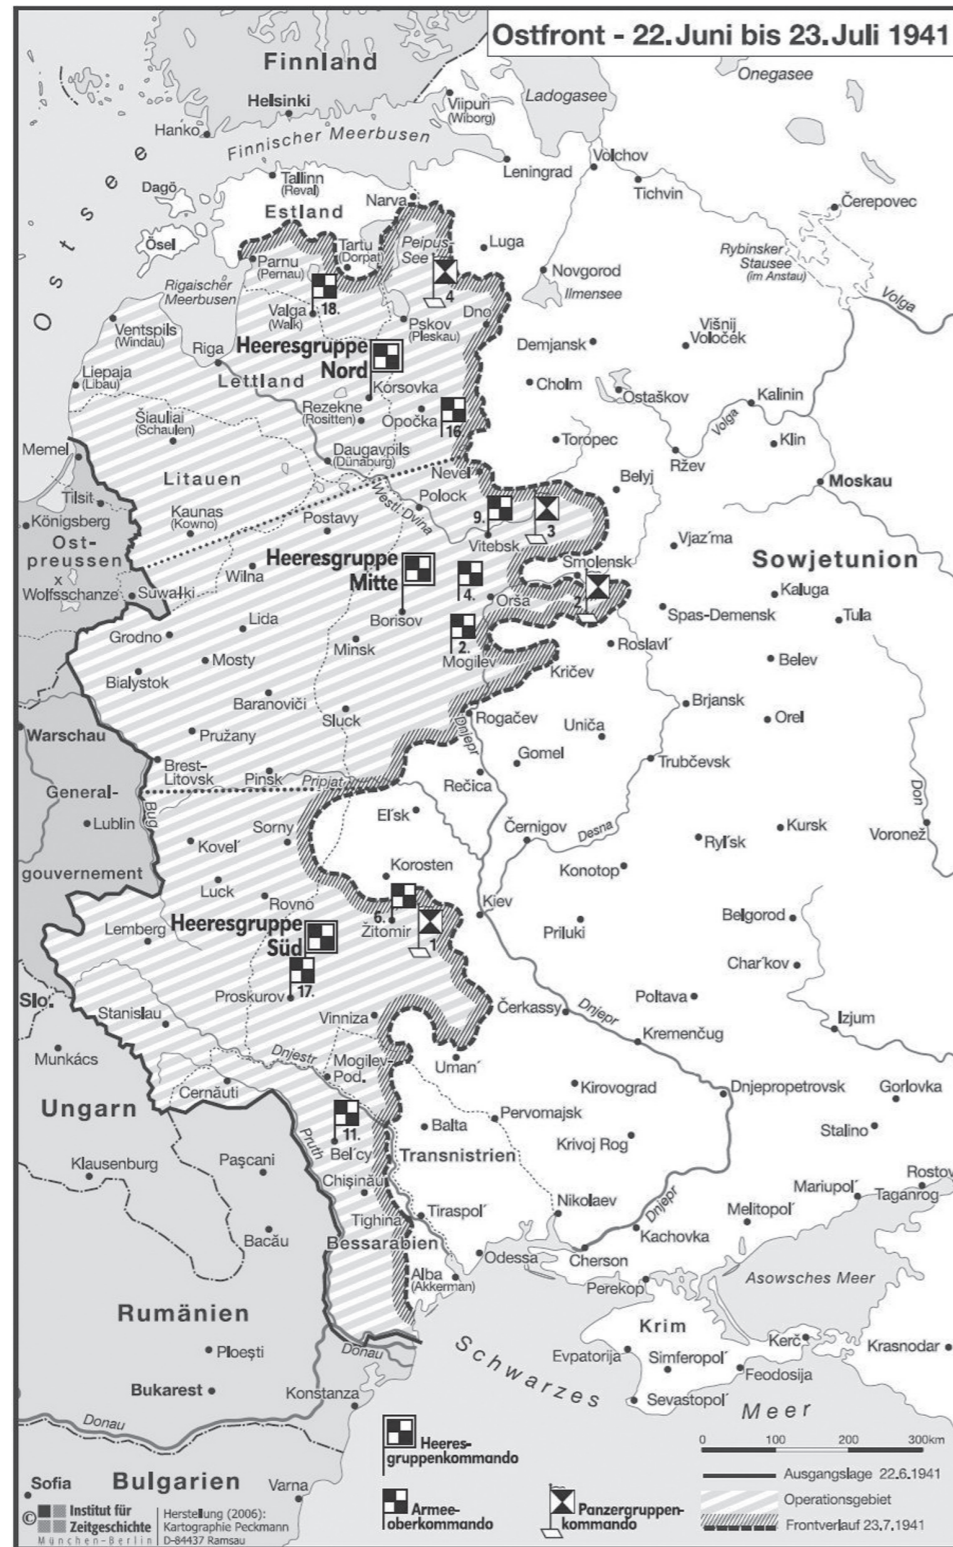 Ostfront - 22.Juni bis 23.Juli 1941
Finnland
Onegasee
Ladogasee
Viipuri
(Wiborg)
Helsinki
Hanko
Finnischer Meerbusen
Ostsee
Volchov
Leningrad
Tichvin
Tallinn
(Reval)
Dagö
Narva
Čerepovec
Estland
Ösel
Tartu
(Dorpat)
Peipus-
See
Luga
Rybinsker
Stausee
(im Anstau)
Parnu
(Pernau)
Novgorod
Ilmensee
Rigaischer
Meerbusen
4
18.
Volga
Valga
(Walk)
Pskov
(Pleskau)
Dno
Ventspils
(Windau)
Višnij
Voloček
Riga
Heeresgruppe
Nord
Demjansk
Liepaja
(Libau)
Lettland
Korsovka
Cholm
Ostaškov
Kalinin
Rezekne
(Rositten)
Opočka
16
Volga
Šiauliai
(Schaulen)
Toropec
Klin
Memel
Daugavpils
(Dünaburg)
Ržev
Nevel´
Litauen
Belyj
Moskau
Tilsit
Polock
Westl.Dvina
Kaunas
(Kowno)
Postavy
9.
3
Königsberg
Vitebsk
Vjaz´ma
Ost-
preussen
x
Wolfsschanze
Heeresgruppe
Mitte
Sowjetunion
Wilna
Smolensk
Suwałki
4.
Orša
2
Kaluga
Lida
Borisov
Spas-Demensk
Tula
Grodno
Minsk
2.
Mogilev
Roslavl´
Mosty
Kričev
Belev
Bialystok
Baranoviči
Brjansk
Sluck
Rogačev
Orel
Warschau
Pružany
Uniča
Dnjepr
Gomel
Brest-
Litovsk
Trubčevsk
Pinsk
Pripjat
Rečica
General-
Bug
Don
Lublin
El´sk
Sorny
Černigov
Desna
Kursk
Voronež
Kovel´
Ryl´sk
gouvernement
Korosten
Konotop
Luck
Rovno
Kiev
Belgorod
6.
Žitomir
1
Heeresgruppe
Süd
Priluki
Lemberg
Char´kov
17.
Proskurov
Poltava
Slo.
Čerkassy
Dnjepr
Stanislau
Vinniza
Izjum
Kremenčug
Munkács
Dnjestr
Mogilev-
Pod.
Uman´
Cernăuti
Kirovograd
Dnjepropetrovsk
Gorlovka
Ungarn
Pervomajsk
11.
Balta
Krivoj Rog
Stalino
Pruth
Bel´cy
Transnistrien
Klausenburg
Paşcani
Rostov
Chişinău
Mariupol´
Taganrog
Nikolaev
Dnjepr
Melitopol´
Tighina
Tiraspol´
Kachovka
Bacău
Bessarabien
Odessa
Cherson
Alba
(Akkerman)
Asowsches Meer
Perekop
Rumänien
Krim
Kerč
Donau
Krasnodar
Ploeşti
Evpatorija
Simferopol´
Feodosija
Bukarest
Konstanza
Sevastopol´
Schwarzes
Meer
Donau
Heeres-
gruppenkommando
0 100 200 300km
Sofia
Bulgarien
Varna
Ausgangslage 22.6.1941
Operationsgebiet
Frontverlauf 23.7.1941
Armee-
oberkommando
Panzergruppen-
kommando
© Institut für
Zeitgeschichte
München-Berlin
Herstellung (2006):
Kartographie Peckmann
D-84437 Ramsau